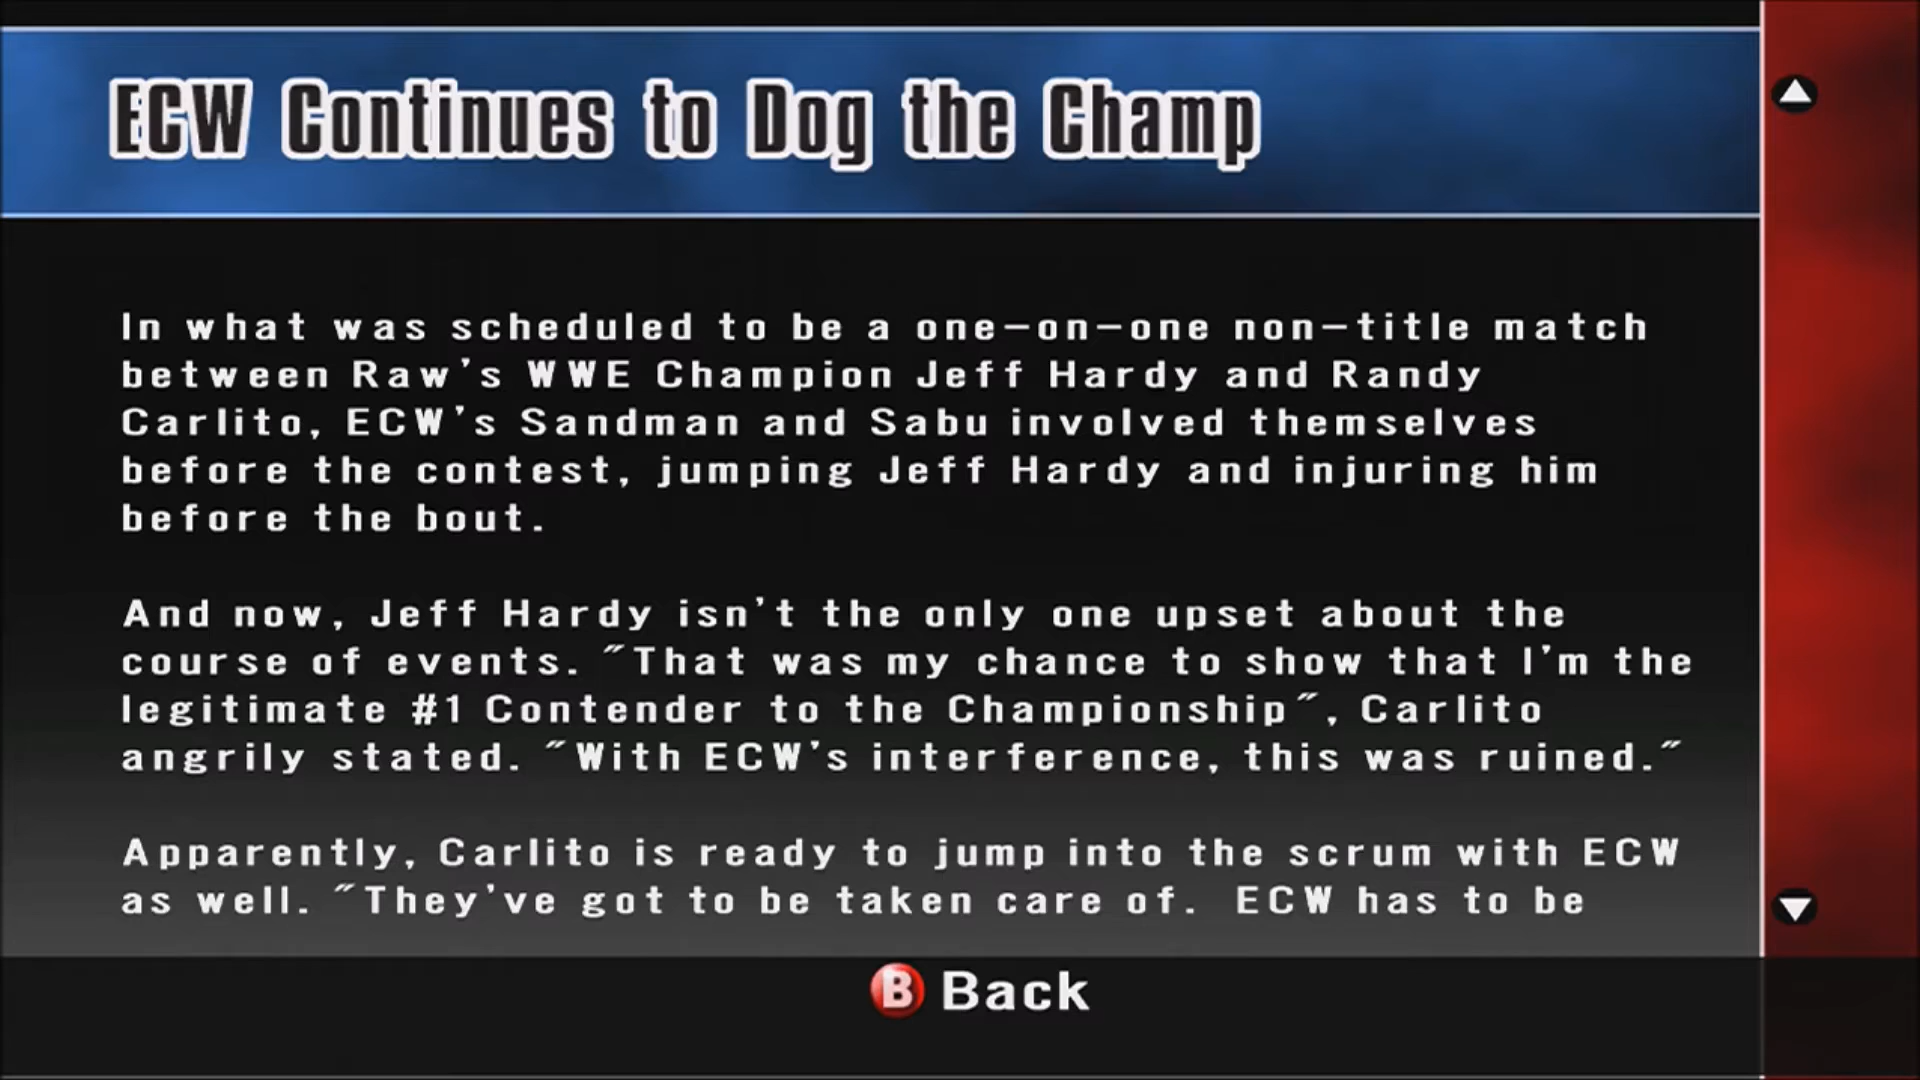 ECW Continues to Dog the Champ
In what was scheduled to be a one-on-one non-title match
between Raw's WWE Champion Jeff Hardy and Randy
Carlito, ECW's Sandman and Sabu involved themselves
before the contest, jumping Jeff Hardy and injuring him
before the bout.
And now, Jeff Hardy isn't the only one upset about the
course of events. "That was my chance to show that I'm the
legitimate #1 Contender to the Championship", Carlito
angrily stated. "With ECW's interference, this was ruined."
Apparently, Carlito is ready to jump into the scrum with ECW
as well. "They've got to be taken care of. ECW has to be
B Back